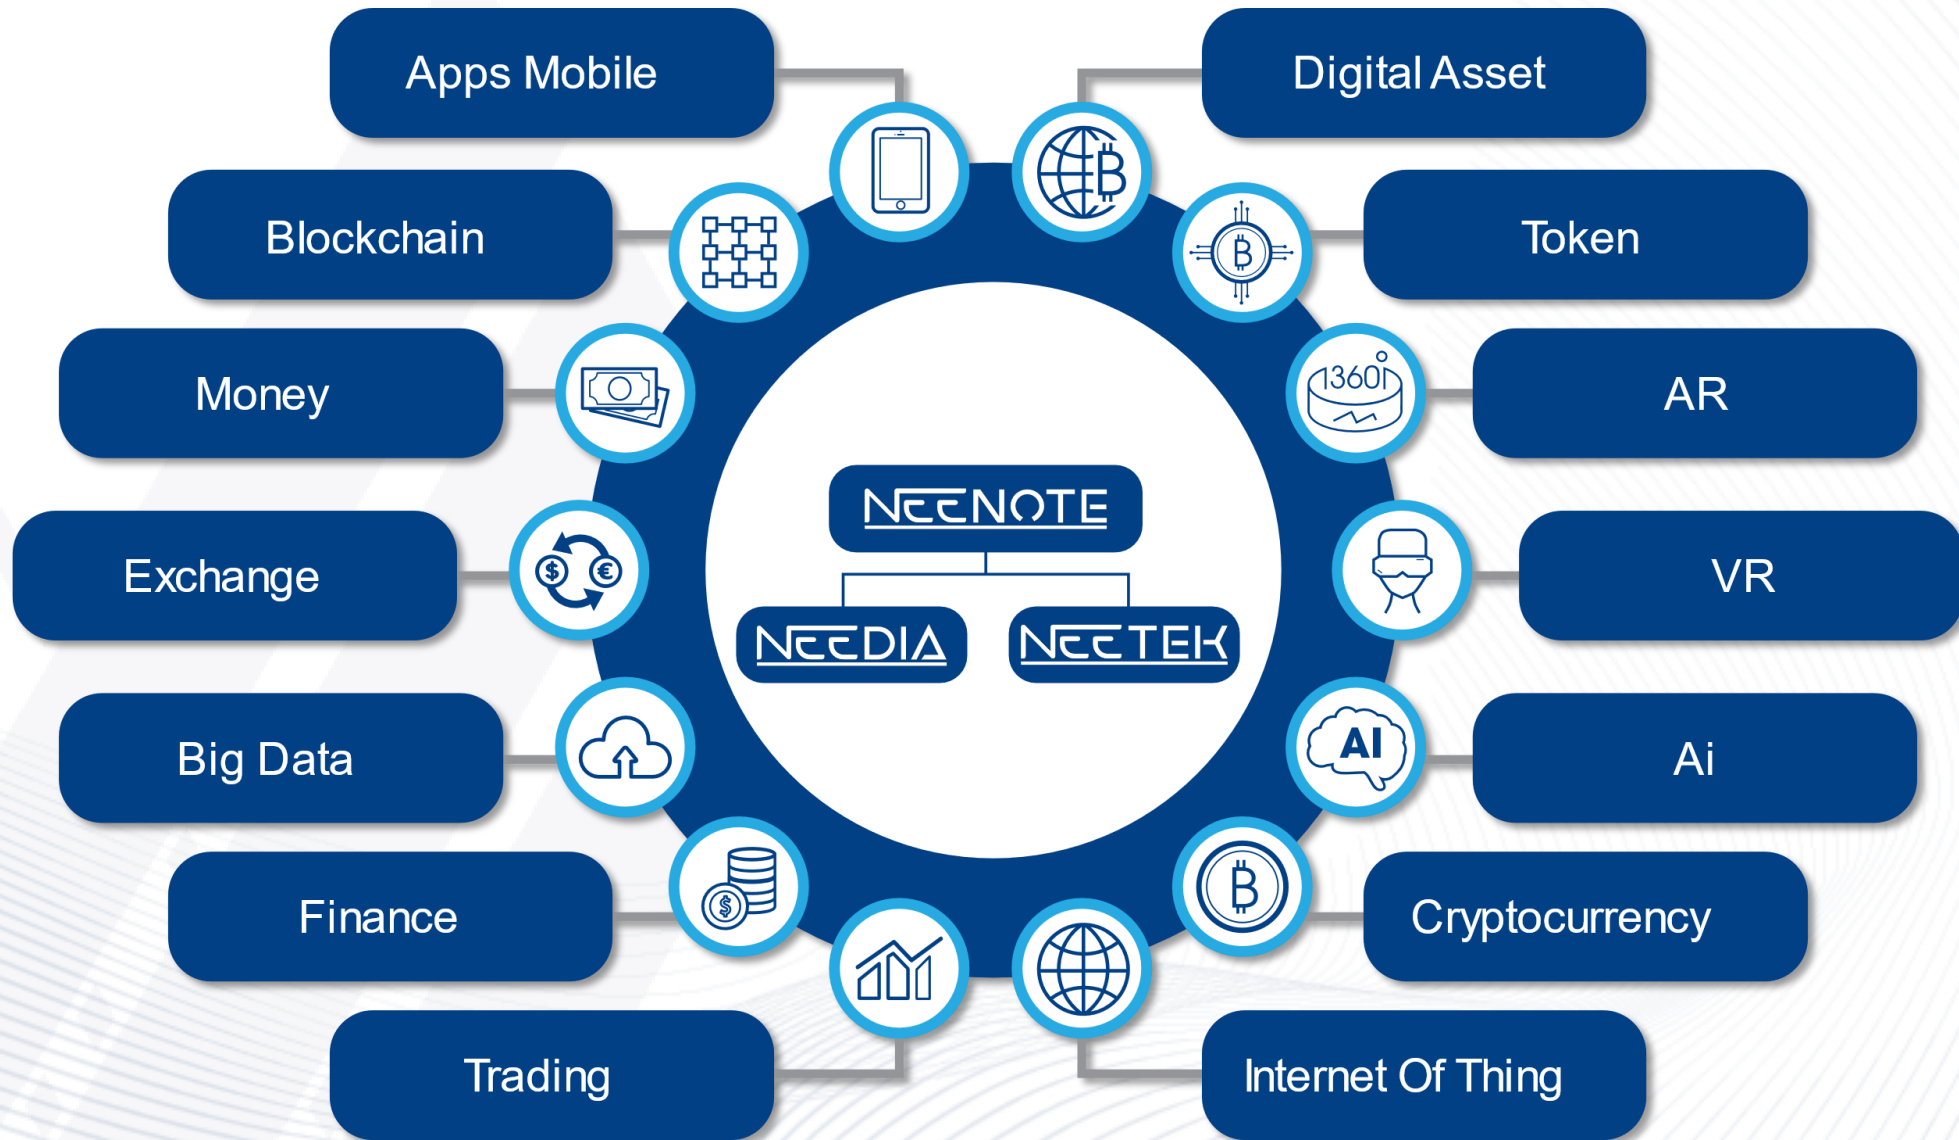 Apps Mobile
Digital Asset
Blockchain
Token
Money
1360
AR
NEENOTE
Exchange
$ €
VR
NEEDIA
NEETEK
Big Data
AI
Ai
Finance
$
Cryptocurrency
Trading
Internet Of Thing